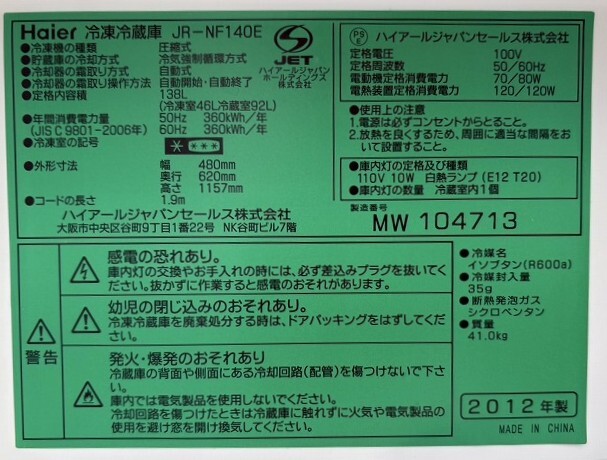 Haier 冷凍冷蔵庫 JR-NF140E
●冷凍機の種類 圧縮式
●貯蔵庫の冷却方式 冷気強制循環方式
●冷却器の霜取り方式 自動式
●冷却器の霜取り操作方法 自動開始・自動終了
●定格内容積 138L
(冷凍室46L冷蔵室92L)
●年間消費電力量 50Hz 360kWh/年
(JIS C 9801-2006年) 60Hz 360kWh/年
●冷凍室の記号
●外形寸法 幅 480mm
奥行 620mm
高さ 1157mm
●コードの長さ 1.9m
ハイアールジャパンセールス株式会社
大阪市中央区谷町9丁目1番22号 NK谷町ビル7階
S
JET
ハイアールジャパン
ホールディングス
株式会社
PS
E
ハイアールジャパンセールス株式会社
定格電圧 100V
定格周波数 50/60Hz
電動機定格消費電力 70/80W
電熱装置定格消費電力 120/120W
●使用上の注意
1.電源は必ずコンセントからとること。
2.放熱を良くするため、周囲に適当な間隔をお
いて設置すること。
●庫内灯の定格及び種類
110V 10W 白熱ランプ(E12 T20)
●庫内灯の数量 冷蔵室内1個
製造番号
MW 104713
警告
感電の恐れあり。
庫内灯の交換やお手入れの時には、必ず差込みプラグを抜いてく
ださい。抜かずに作業すると感電のおそれがあります。
幼児の閉じ込みのおそれあり。
冷凍冷蔵庫を廃棄処分する時は、ドアパッキングをはずしてくださ
い。
発火・爆発のおそれあり
冷蔵庫の背面や側面にある冷却回路(配管)を傷つけないで下さ
い。
庫内では電気製品を使用しないでください。
冷却回路を傷つけたときは冷蔵庫に触れずに火気や電気製品の
使用を避け窓を開け換気してください。
●冷媒名
イソブタン(R600a)
●冷媒封入量
35g
●断熱発泡ガス
シクロペンタン
●質量
41.0kg
2012年製
MADE IN CHINA